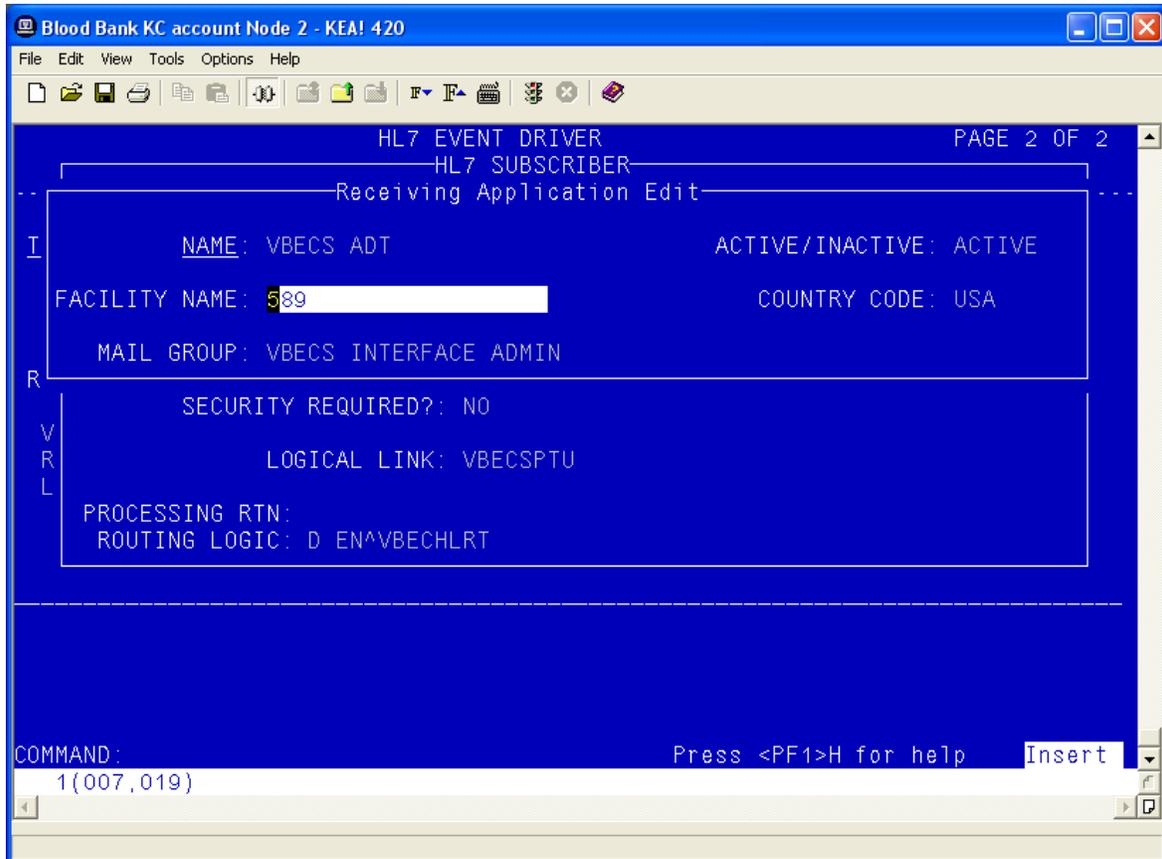 Blood Bank KC account Node 2 - KEA! 420
File Edit View Tools Options Help
HL7 EVENT DRIVER PAGE 2 OF 2
HL7 SUBSCRIBER
Receiving Application Edit
T NAME: VBECS ADT ACTIVE/INACTIVE: ACTIVE
FACILITY NAME: 589 COUNTRY CODE: USA
MAIL GROUP: VBECS INTERFACE ADMIN
R
SECURITY REQUIRED?: NO
V
R LOGICAL LINK: VBECSPTU
L
PROCESSING RTN:
ROUTING LOGIC: D EN^VBECHLRT
COMMAND: Press <PF1>H for help Insert
1(007,019)